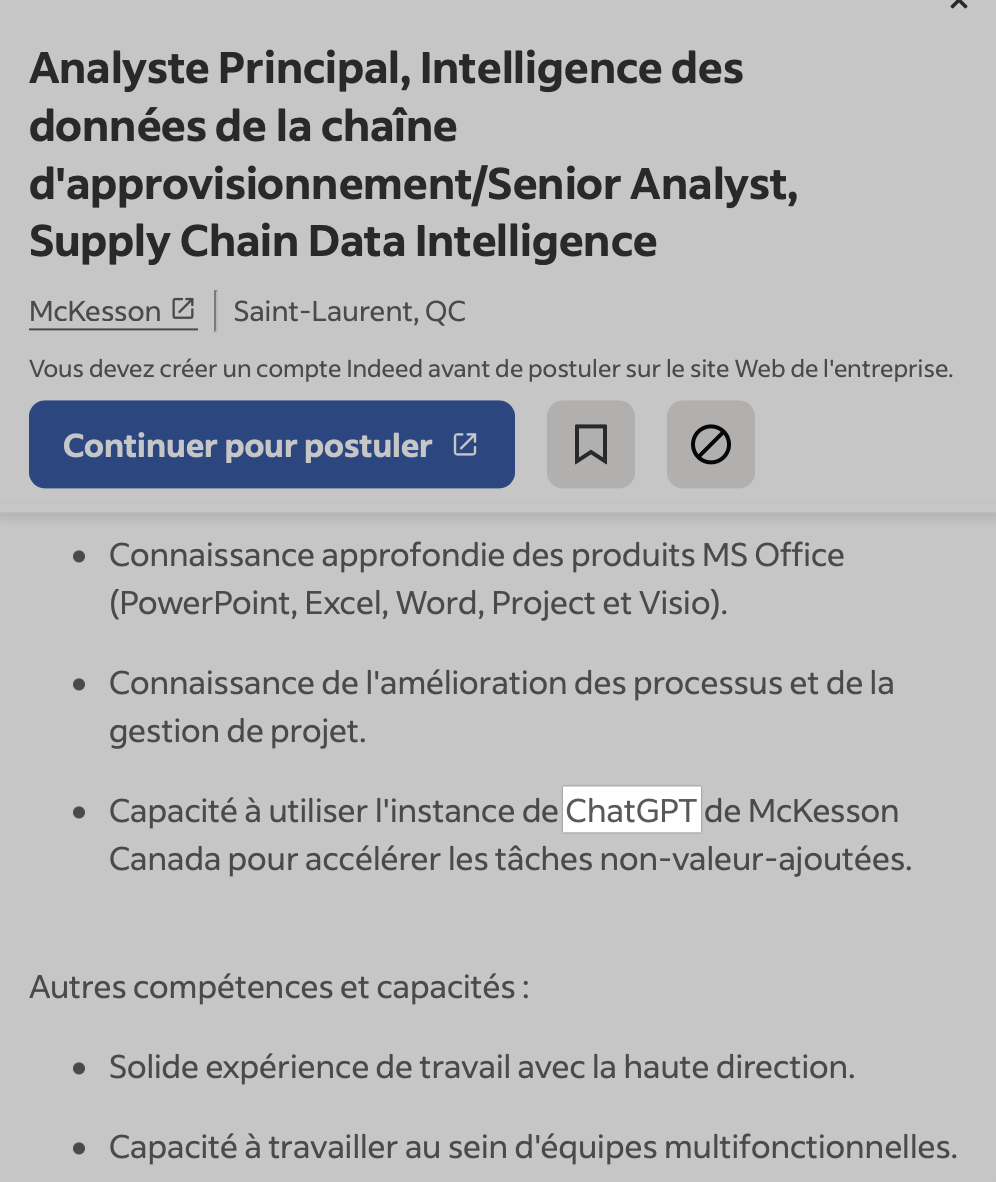 Analyste Principal, Intelligence des
données de la chaîne
d'approvisionnement/Senior Analyst,
Supply Chain Data Intelligence
McKesson | Saint-Laurent, QC
Vous devez créer un compte Indeed avant de postuler sur le site Web de l'entreprise.
Continuer pour postuler
• Connaissance approfondie des produits MS Office
(PowerPoint, Excel, Word, Project et Visio).
• Connaissance de l'amélioration des processus et de la
gestion de projet.
• Capacité à utiliser l'instance de ChatGPT de McKesson
Canada pour accélérer les tâches non-valeur-ajoutées.
Autres compétences et capacités :
• Solide expérience de travail avec la haute direction.
• Capacité à travailler au sein d'équipes multifonctionnelles.